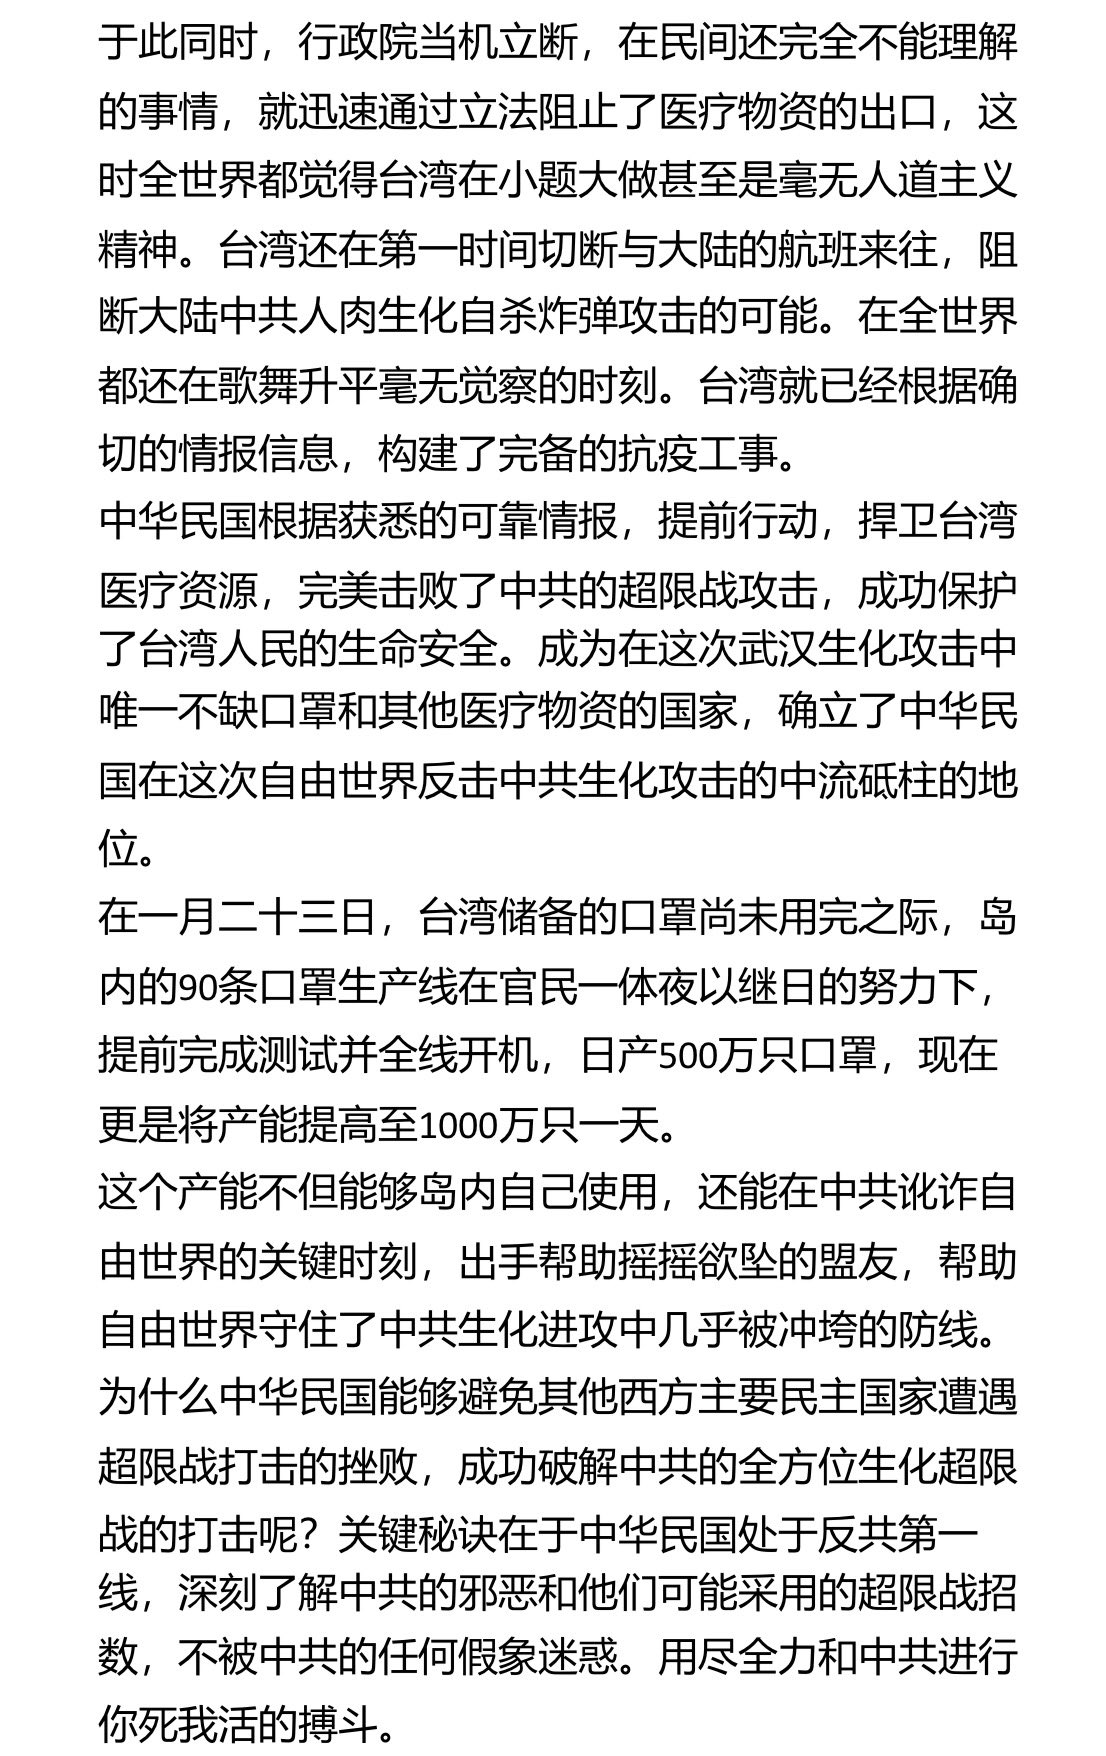 于此同时，行政院当机立断，在民间还完全不能理解
的事情，就迅速通过立法阻止了医疗物资的出口，这
时全世界都觉得台湾在小题大做甚至是毫无人道主义
精神。台湾还在第一时间切断与大陆的航班来往，阻
断大陆中共人肉生化自杀炸弹攻击的可能。在全世界
都还在歌舞升平毫无觉察的时刻。台湾就已经根据确
切的情报信息，构建了完备的抗疫工事。
中华民国根据获悉的可靠情报，提前行动，捍卫台湾
医疗资源，完美击败了中共的超限战攻击，成功保护
了台湾人民的生命安全。成为在这次武汉生化攻击中
唯一不缺口罩和其他医疗物资的国家，确立了中华民
国在这次自由世界反击中共生化攻击的中流砥柱的地
位。
在一月二十三日，台湾储备的口罩尚未用完之际，岛
内的90条口罩生产线在官民一体夜以继日的努力下，
提前完成测试并全线开机，日产500万只口罩，现在
更是将产能提高至1000万只一天。
这个产能不但能够岛内自己使用，还能在中共讹诈自
由世界的关键时刻，出手帮助摇摇欲坠的盟友，帮助
自由世界守住了中共生化进攻中几乎被冲垮的防线。
为什么中华民国能够避免其他西方主要民主国家遭遇
超限战打击的挫败，成功破解中共的全方位生化超限
战的打击呢？关键秘诀在于中华民国处于反共第一
线，深刻了解中共的邪恶和他们可能采用的超限战招
数，不被中共的任何假象迷惑。用尽全力和中共进行
你死我活的搏斗。